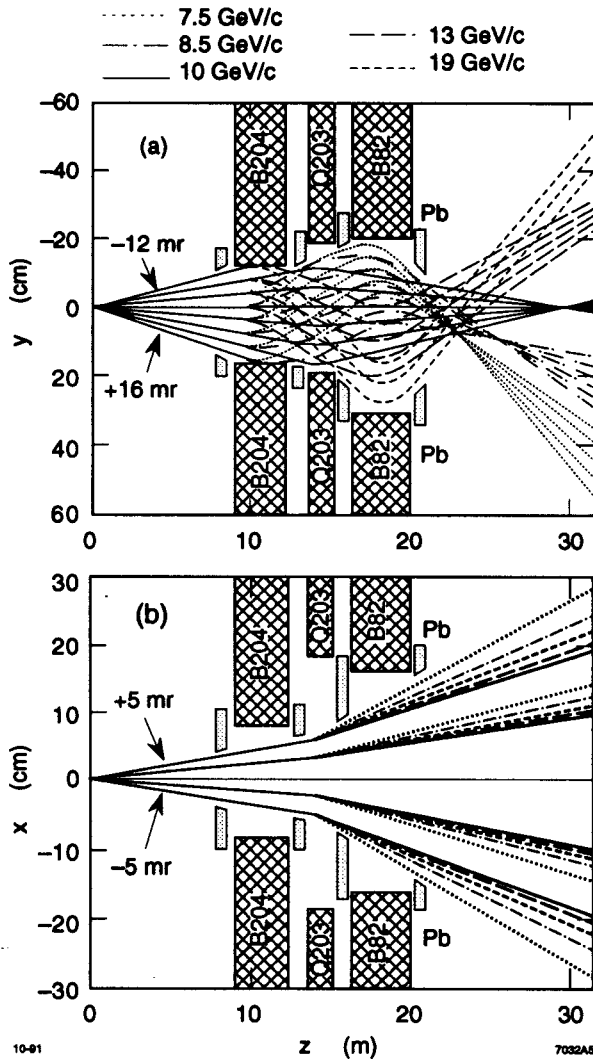 7.5 GeV/c
8.5 GeV/c
10 GeV/c
13 GeV/c
19 GeV/c
(a)
B204
Q203
B82
Pb
−12 mr
+16 mr
B204
Q203
B82
Pb
−60
−40
−20
0
20
40
60
y (cm)
0
10
20
30
(b)
B204
Q203
B82
Pb
+5 mr
−5 mr
B204
Q203
B82
Pb
30
20
10
0
−10
−20
−30
x (cm)
0
10
20
30
z (m)
10-91
7032A5